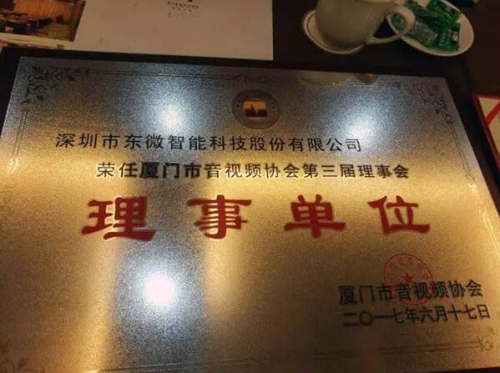 深圳市东微智能科技股份有限公司
荣任厦门市音视频协会第三届理事会
理事单位
厦门市音视频协会
二〇一七年六月十七日